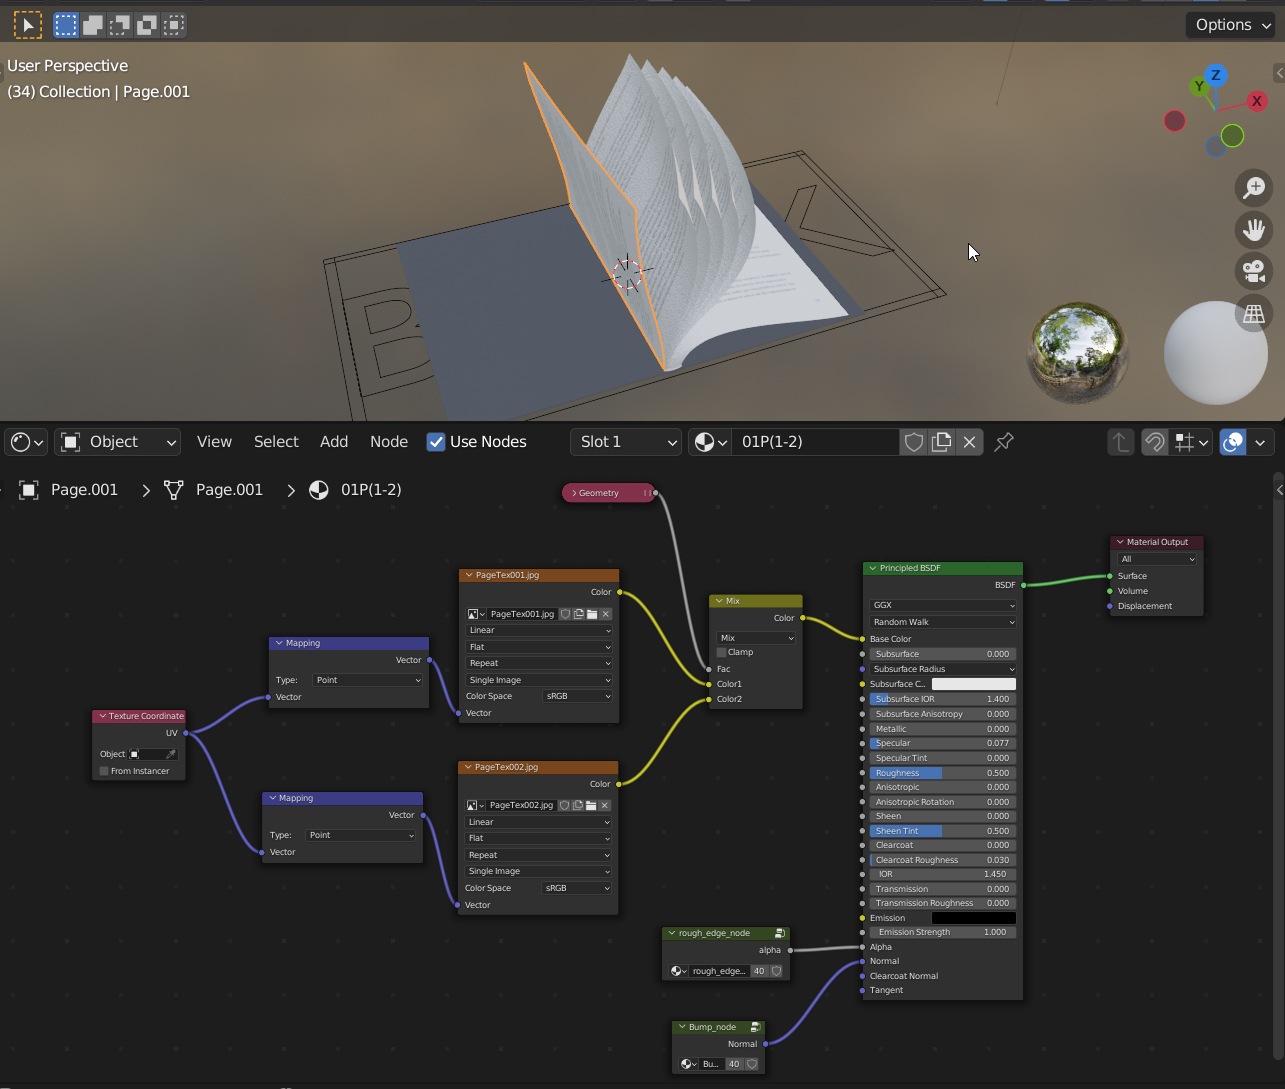 Options
User Perspective
(34) Collection | Page.001
Z
Y
X
B
Object
View
Select
Add
Node
Use Nodes
Slot 1
01P(1-2)
Page.001
Page.001
01P(1-2)
Geometry
Material Output
All
Surface
Volume
Displacement
PageTex001.jpg
Color
PageTex001.jpg
Linear
Flat
Repeat
Single Image
Color Space
sRGB
Vector
Mix
Color
Mix
Clamp
Fac
Color1
Color2
Mapping
Vector
Type:
Point
Vector
Texture Coordinate
UV
Object
From Instancer
Mapping
Vector
Type:
Point
Vector
PageTex002.jpg
Color
PageTex002.jpg
Linear
Flat
Repeat
Single Image
Color Space
sRGB
Vector
Principled BSDF
BSDF
GGX
Random Walk
Base Color
Subsurface 0.000
Subsurface Radius
Subsurface C..
Subsurface IOR 1.400
Subsurface Anisotropy 0.000
Metallic 0.000
Specular 0.077
Specular Tint 0.000
Roughness 0.500
Anisotropic 0.000
Anisotropic Rotation 0.000
Sheen 0.000
Sheen Tint 0.500
Clearcoat 0.000
Clearcoat Roughness 0.030
IOR 1.450
Transmission 0.000
Transmission Roughness 0.000
Emission
Emission Strength 1.000
Alpha
Normal
Clearcoat Normal
Tangent
rough_edge_node
alpha
rough_edge... 40
Bump_node
Normal
Bu... 40